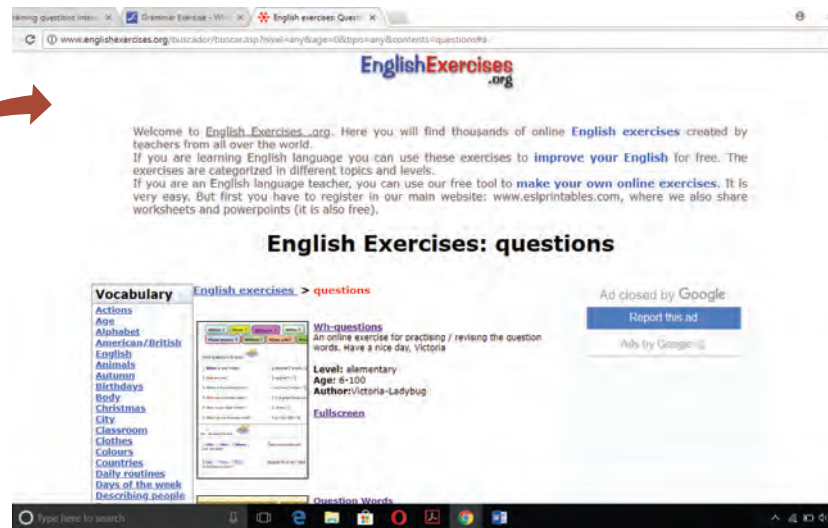 Grammar Exercise - Wh
English exercises: Quest
www.englishexercises.org/buscador/buscar.asp?nivel=any&age=0&tipo=any&contents=questions#a
EnglishExercises
.org
Welcome to English Exercises .org. Here you will find thousands of online English exercises created by
teachers from all over the world.
If you are learning English language you can use these exercises to improve your English for free. The
exercises are categorized in different topics and levels.
If you are an English language teacher, you can use our free tool to make your own online exercises. It is
very easy. But first you have to register in our main website: www.eslprintables.com, where we also share
worksheets and powerpoints (it is also free).
English Exercises: questions
Vocabulary
Actions
Age
Alphabet
American/British
English
Animals
Autumn
Birthdays
Body
Christmas
City
Classroom
Clothes
Colours
Countries
Daily routines
Days of the week
Describing people
English exercises > questions
Wh-questions
An online exercise for practising / revising the question
words. Have a nice day, Victoria
Level: elementary
Age: 6-100
Author:Victoria-Ladybug
Fullscreen
Question Words
Ad closed by Google
Report this ad
Ads by Google
Type here to search